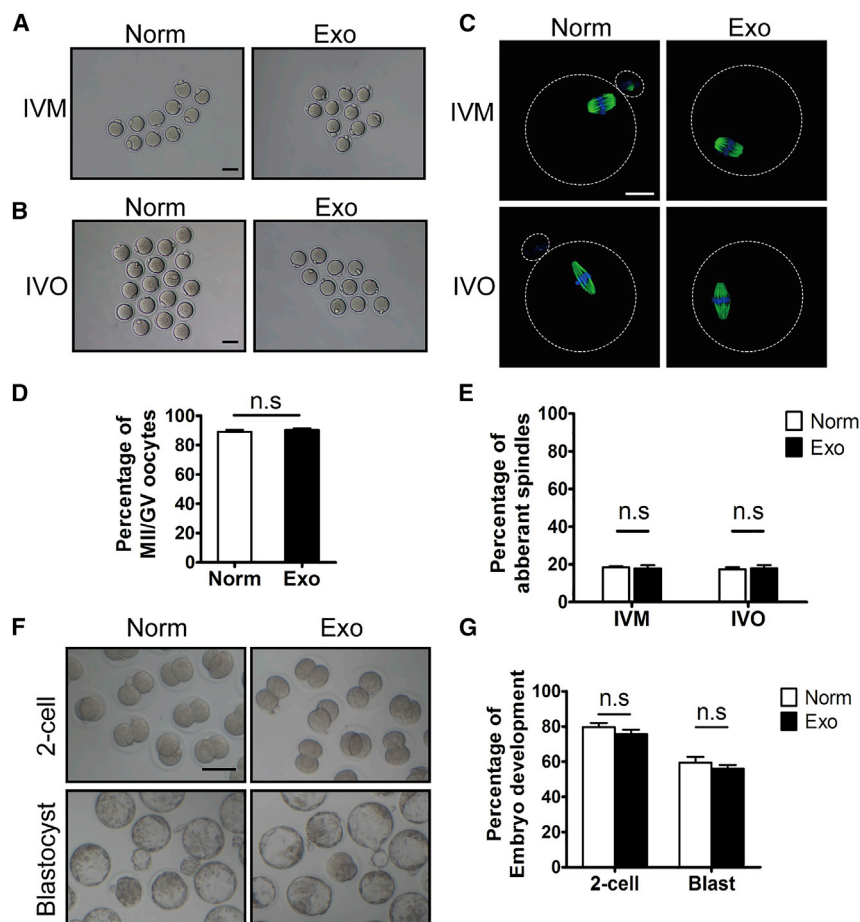 A
Norm Exo
IVM
B
Norm Exo
IVO
C
Norm Exo
IVM
IVO
D
Percentage of
MII/GV oocytes
100
80
60
40
20
0
n.s
Norm Exo
E
Percentage of
abberant spindles
100
80
60
40
20
0
n.s n.s
IVM IVO
Norm
Exo
F
Norm Exo
2-cell
Blastocyst
G
Percentage of
Embryo development
100
80
60
40
20
0
n.s n.s
2-cell Blast
Norm
Exo